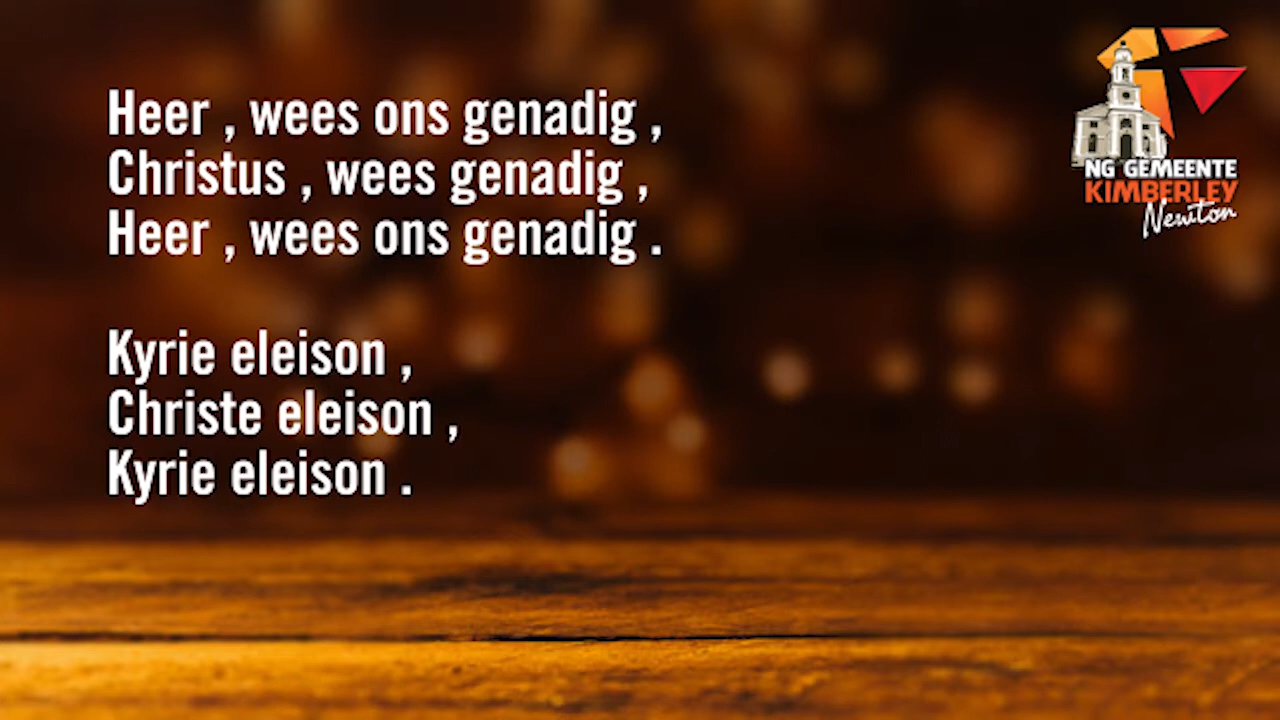 Heer , wees ons genadig ,
Christus , wees genadig ,
Heer , wees ons genadig .
Kyrie eleison ,
Christe eleison ,
Kyrie eleison .
NG GEMEENTE
KIMBERLEY
Newton